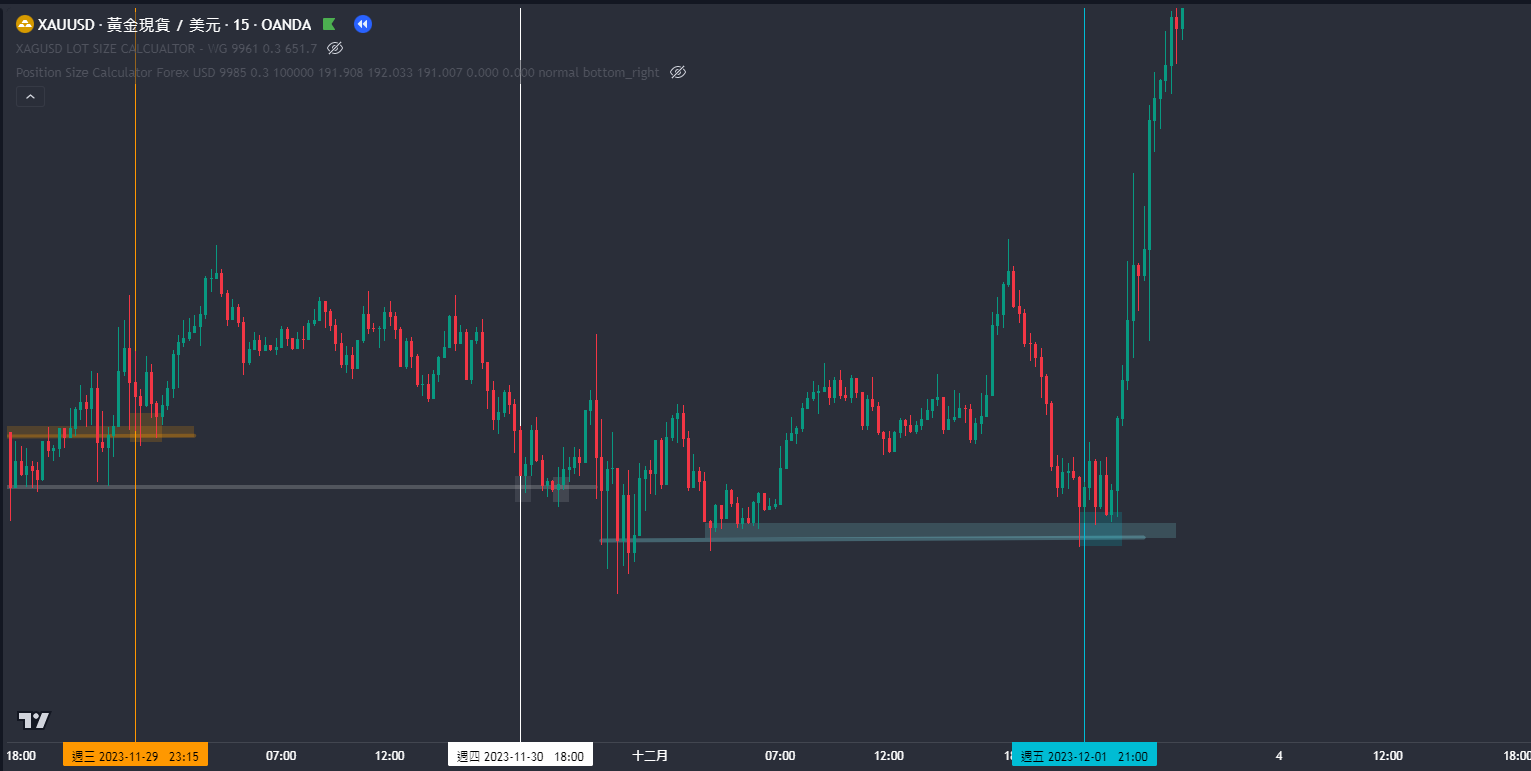 XAUUSD · 黃金現貨 / 美元 · 15 · OANDA
XAGUSD LOT SIZE CALCUALTOR - WG 9961 0.3 651.7
Position Size Calculator Forex USD 9985 0.3 100000 191.908 192.033 191.007 0.000 0.000 normal bottom_right
18:00 週三 2023-11-29 23:15 07:00 12:00 週四 2023-11-30 18:00 十二月 07:00 12:00 週五 2023-12-01 21:00 4 12:00 18:00